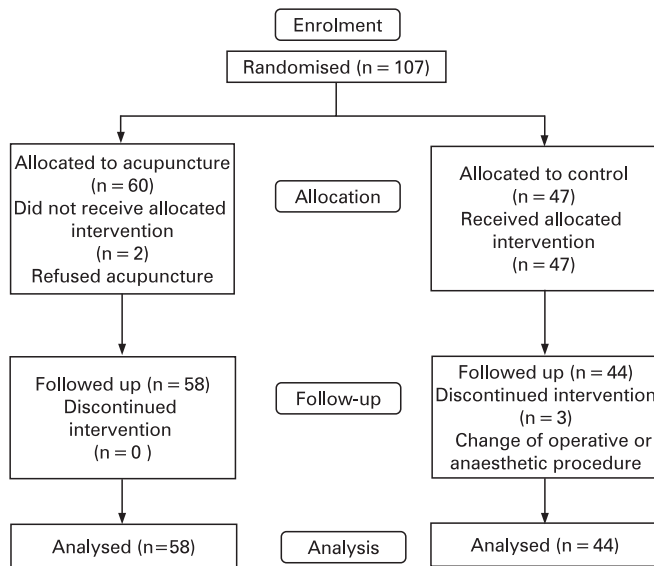 Enrolment
Randomised (n = 107)
Allocated to acupuncture
(n = 60)
Did not receive allocated
intervention
(n = 2)
Refused acupuncture
Allocation
Allocated to control
(n = 47)
Received allocated
intervention
(n = 47)
Followed up (n = 58)
Discontinued
intervention
(n = 0 )
Follow-up
Followed up (n = 44)
Discontinued intervention
(n = 3)
Change of operative or
anaesthetic procedure
Analysed (n=58)
Analysis
Analysed (n = 44)